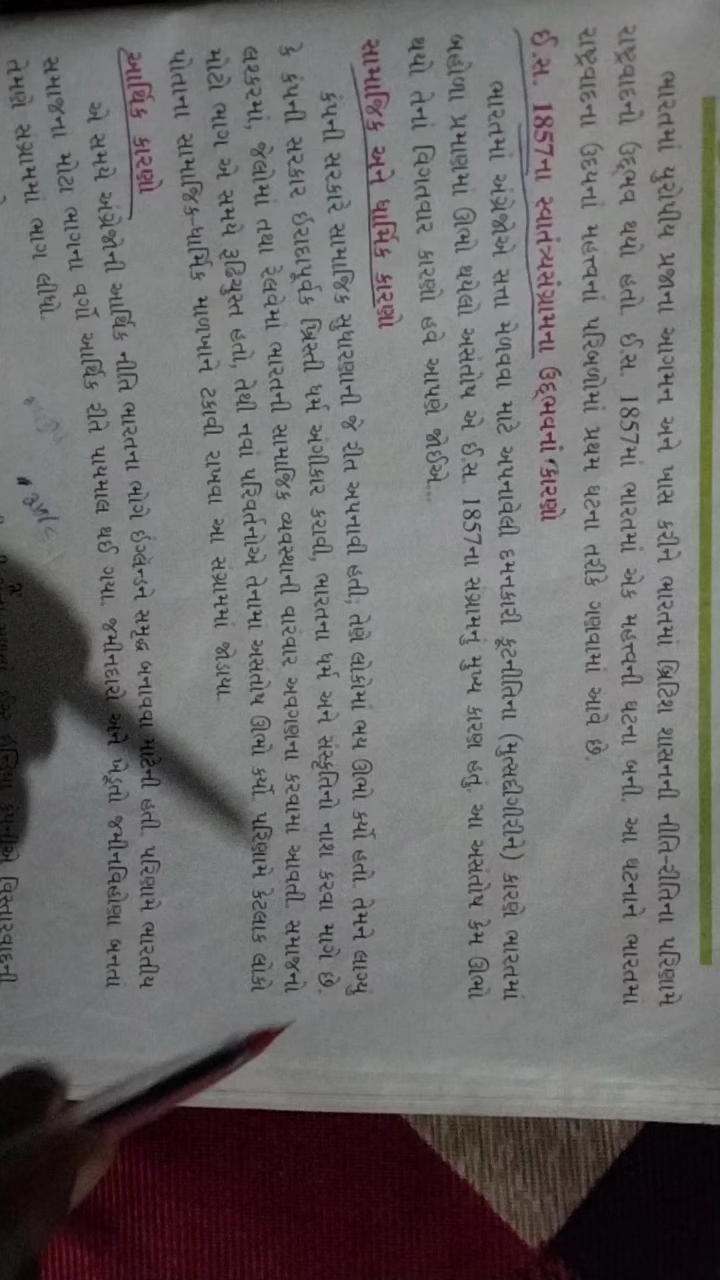 ભારતમાં યુરોપીય પ્રજાના આગમન અને ખાસ કરીને ભારતમાં બ્રિટિશ શાસનની નીતિ-રીતિના પરિણામે
રાષ્ટ્રવાદનો ઉદ્ભવ થયો હતો. ઈ.સ. 1857માં ભારતમાં એક મહત્ત્વની ઘટના બની. આ ઘટનાને ભારતમાં
રાષ્ટ્રવાદના ઉદયનાં મહત્ત્વનાં પરિબળોમાં પ્રથમ ઘટના તરીકે ગણવામાં આવે છે.
ઈ.સ. 1857ના સ્વાતંત્ર્યસંગ્રામના ઉદ્ભવનાં કારણો
ભારતમાં અંગ્રેજોએ સત્તા મેળવવા માટે અપનાવેલી દમનકારી કૂટનીતિના (મુત્સદ્દીગીરીને) કારણે ભારતમાં
બહોળા પ્રમાણમાં ઊભો થયેલો અસંતોષ એ ઈ.સ. 1857ના સંગ્રામનું મુખ્ય કારણ હતું. આ અસંતોષ કેમ ઊભો
થયો તેનાં વિગતવાર કારણો હવે આપણે જોઈએ...
સામાજિક અને ધાર્મિક કારણો
કંપની સરકારે સામાજિક સુધારણાની જે રીત અપનાવી હતી; તેણે લોકોમાં ભય ઊભો કર્યો હતો. તેમને લાગ્યું
કે કંપની સરકાર ઈરાદાપૂર્વક ખ્રિસ્તી ધર્મ અંગીકાર કરાવી, ભારતના ધર્મ અને સંસ્કૃતિનો નાશ કરવા માગે છે.
લશ્કરમાં, જેલોમાં તથા રેલવેમાં ભારતની સામાજિક વ્યવસ્થાની વારંવાર અવગણના કરવામાં આવતી. સમાજનો
મોટો ભાગ એ સમયે રૂઢિચુસ્ત હતો, તેથી નવાં પરિવર્તનોએ તેનામાં અસંતોષ ઊભો કર્યો. પરિણામે કેટલાક લોકો
પોતાના સામાજિક-ધાર્મિક માળખાને ટકાવી રાખવા આ સંગ્રામમાં જોડાયા.
આર્થિક કારણો
એ સમયે અંગ્રેજોની આર્થિક નીતિ ભારતના ભોગે ઇંગ્લેન્ડને સમૃદ્ધ બનાવવા માટેની હતી. પરિણામે ભારતીય
સમાજના મોટા ભાગના વર્ગો આર્થિક રીતે પાયમાલ થઈ ગયા. જમીનદારો અને ખેડૂતો જમીનવિહોણા બનતા
તેમણે સંગ્રામમાં ભાગ લીધો.
કંપનીએ વિસ્તારવાદની